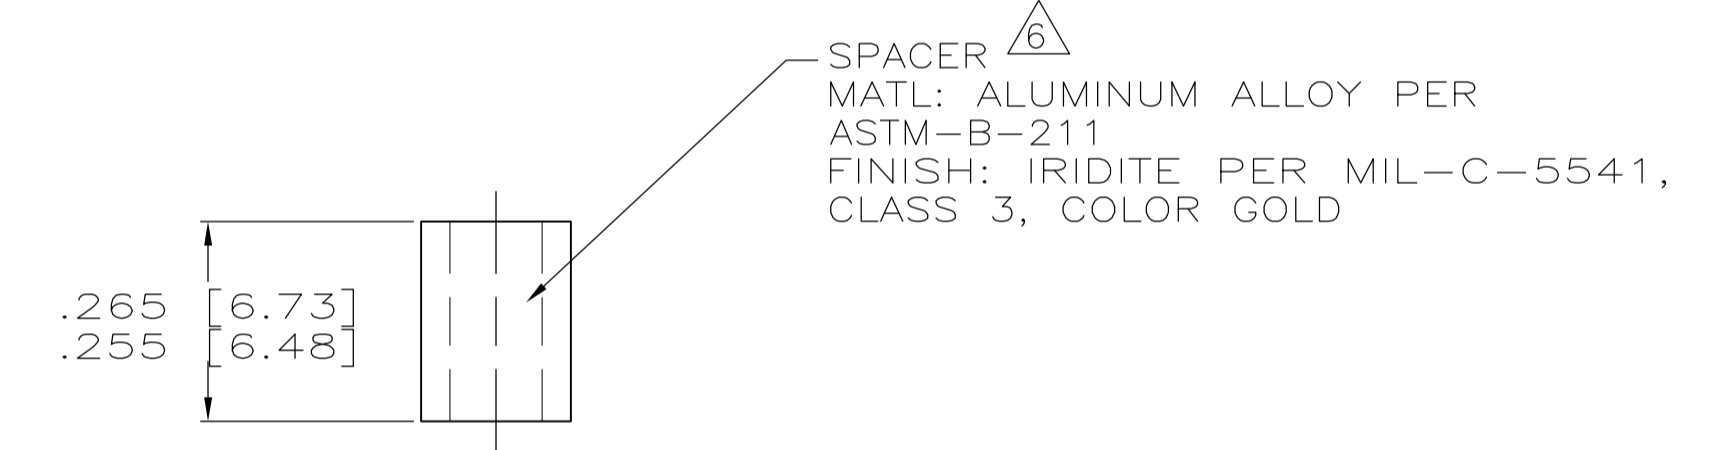 SPACER 6
MATL: ALUMINUM ALLOY PER
ASTM-B-211
FINISH: IRIDITE PER MIL-C-5541,
CLASS 3, COLOR GOLD
.265 [6.73]
.255 [6.48]